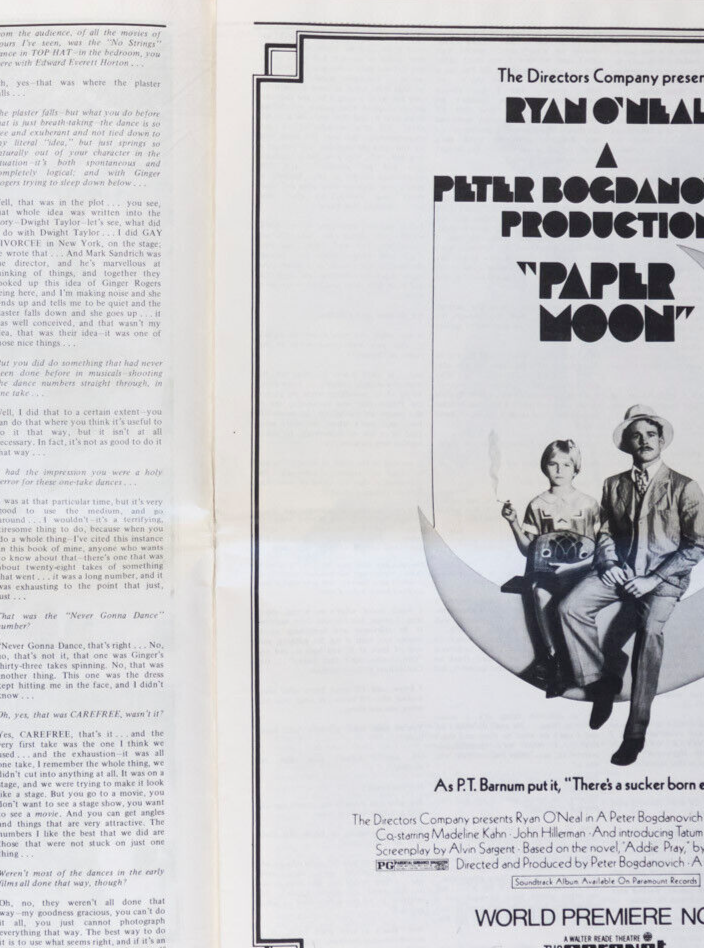 om the audience, of all the movies of
ours I've seen, was the "No Strings"
ance in TOP HAT—in the bedroom, you
ere with Edward Everett Horton . . .
h, yes—that was where the plaster
lls . . .
he plaster falls—but what you do before
at is just breath-taking—the dance is so
ee and exuberant and not tied down to
ny literal "idea," but just springs so
aturally out of your character in the
tuation—it's both spontaneous and
ompletely logical; and with Ginger
ogers trying to sleep down below . . .
ell, that was in the plot . . . you see,
at whole idea was written into the
ory—Dwight Taylor—let's see, what did
do with Dwight Taylor . . . I did GAY
IVORCEE in New York, on the stage;
e wrote that . . . And Mark Sandrich was
e director, and he's marvellous at
inking of things, and together they
ooked up this idea of Ginger Rogers
eing here, and I'm making noise and she
nds up and tells me to be quiet and the
aster falls down and she goes up . . . it
as well conceived, and that wasn't my
ea, that was their idea—it was one of
ose nice things . . .
ut you did do something that had never
een done before in musicals—shooting
he dance numbers straight through, in
ne take . . .
ell, I did that to a certain extent—you
an do that where you think it's useful to
o it that way, but it isn't at all
ecessary. In fact, it's not as good to do it
hat way . . .
had the impression you were a holy
error for these one-take dances . . .
was at that particular time, but it's very
good to use the medium, and go
around . . . I wouldn't—it's a terrifying,
iresome thing to do, because when you
do a whole thing—I've cited this instance
n this book of mine, anyone who wants
o know about that—there's one that was
about twenty-eight takes of something
hat went . . . it was a long number, and it
was exhausting to the point that just,
ust . . .
hat was the "Never Gonna Dance"
umber?
"Never Gonna Dance, that's right . . . No,
no, that's not it, that one was Ginger's
hirty-three takes spinning. No, that was
nother thing. This one was the dress
ept hitting me in the face, and I didn't
now . . .
Oh, yes, that was CAREFREE, wasn't it?
Yes, CAREFREE, that's it . . . and the
very first take was the one I think we
used . . . and the exhaustion—it was all
one take, I remember the whole thing, we
didn't cut into anything at all. It was on a
stage, and we were trying to make it look
like a stage. But you go to a movie, you
don't want to see a stage show, you want
to see a movie. And you can get angles
and things that are very attractive. The
numbers I like the best that we did are
those that were not stuck on just one
thing . . .
Weren't most of the dances in the early
films all done that way, though?
Oh, no, they weren't all done that
way—my goodness gracious, you can't do
it all, you just cannot photograph
everything that way. The best way to do
it is to use what seems right, and if it's an
The Directors Company presen
RYAN O'NEAL
A
PETER BOGDANO
PRODUCTION
"PAPER
MOON"
As P.T. Barnum put it, "There's a sucker born e
The Directors Company presents Ryan O'Neal in A Peter Bogdanovich
Co-starring Madeline Kahn · John Hillerman · And introducing Tatum
Screenplay by Alvin Sargent · Based on the novel, "Addie Pray," by
PG Directed and Produced by Peter Bogdanovich · A
Soundtrack Album Available On Paramount Records
WORLD PREMIERE NO
A WALTER READE THEATRE